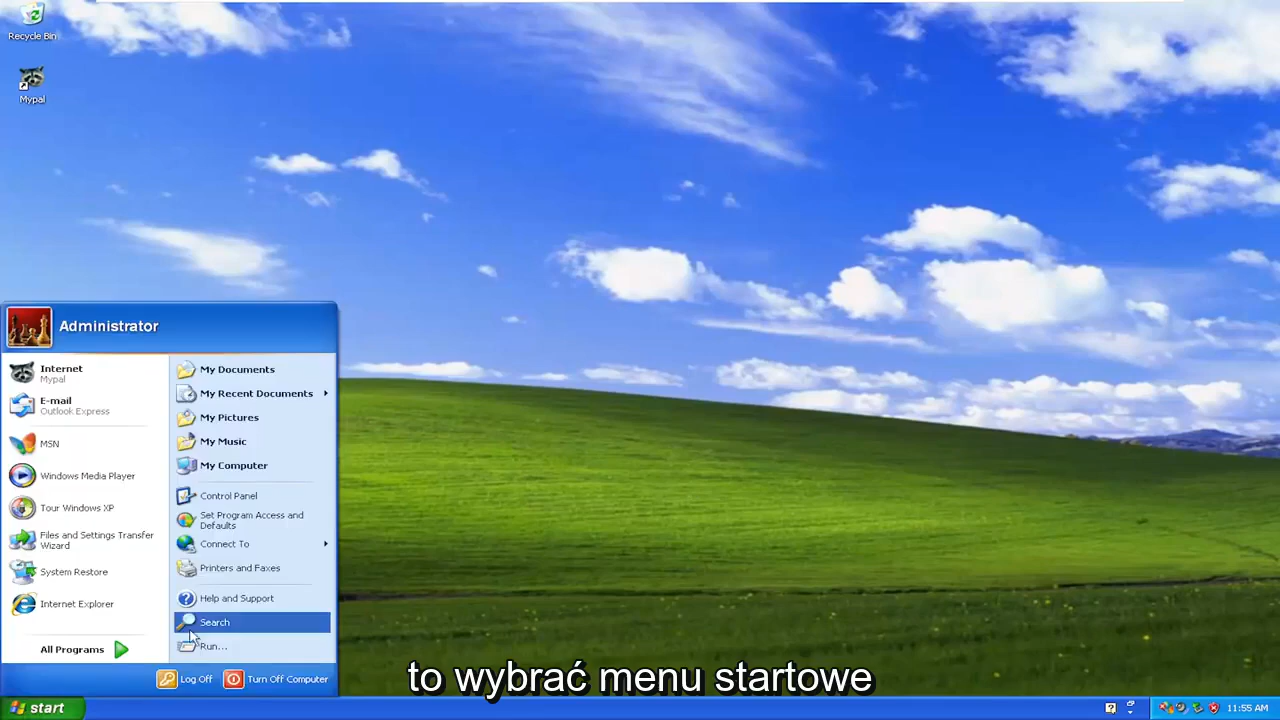 Recycle Bin
Mypal
Administrator
Internet
Mypal
E-mail
Outlook Express
MSN
Windows Media Player
Tour Windows XP
Files and Settings Transfer
Wizard
System Restore
Internet Explorer
All Programs
My Documents
My Recent Documents
My Pictures
My Music
My Computer
Control Panel
Set Program Access and
Defaults
Connect To
Printers and Faxes
Help and Support
Search
Run...
Log Off
Turn Off Computer
to wybrać menu startowe
start
11:55 AM